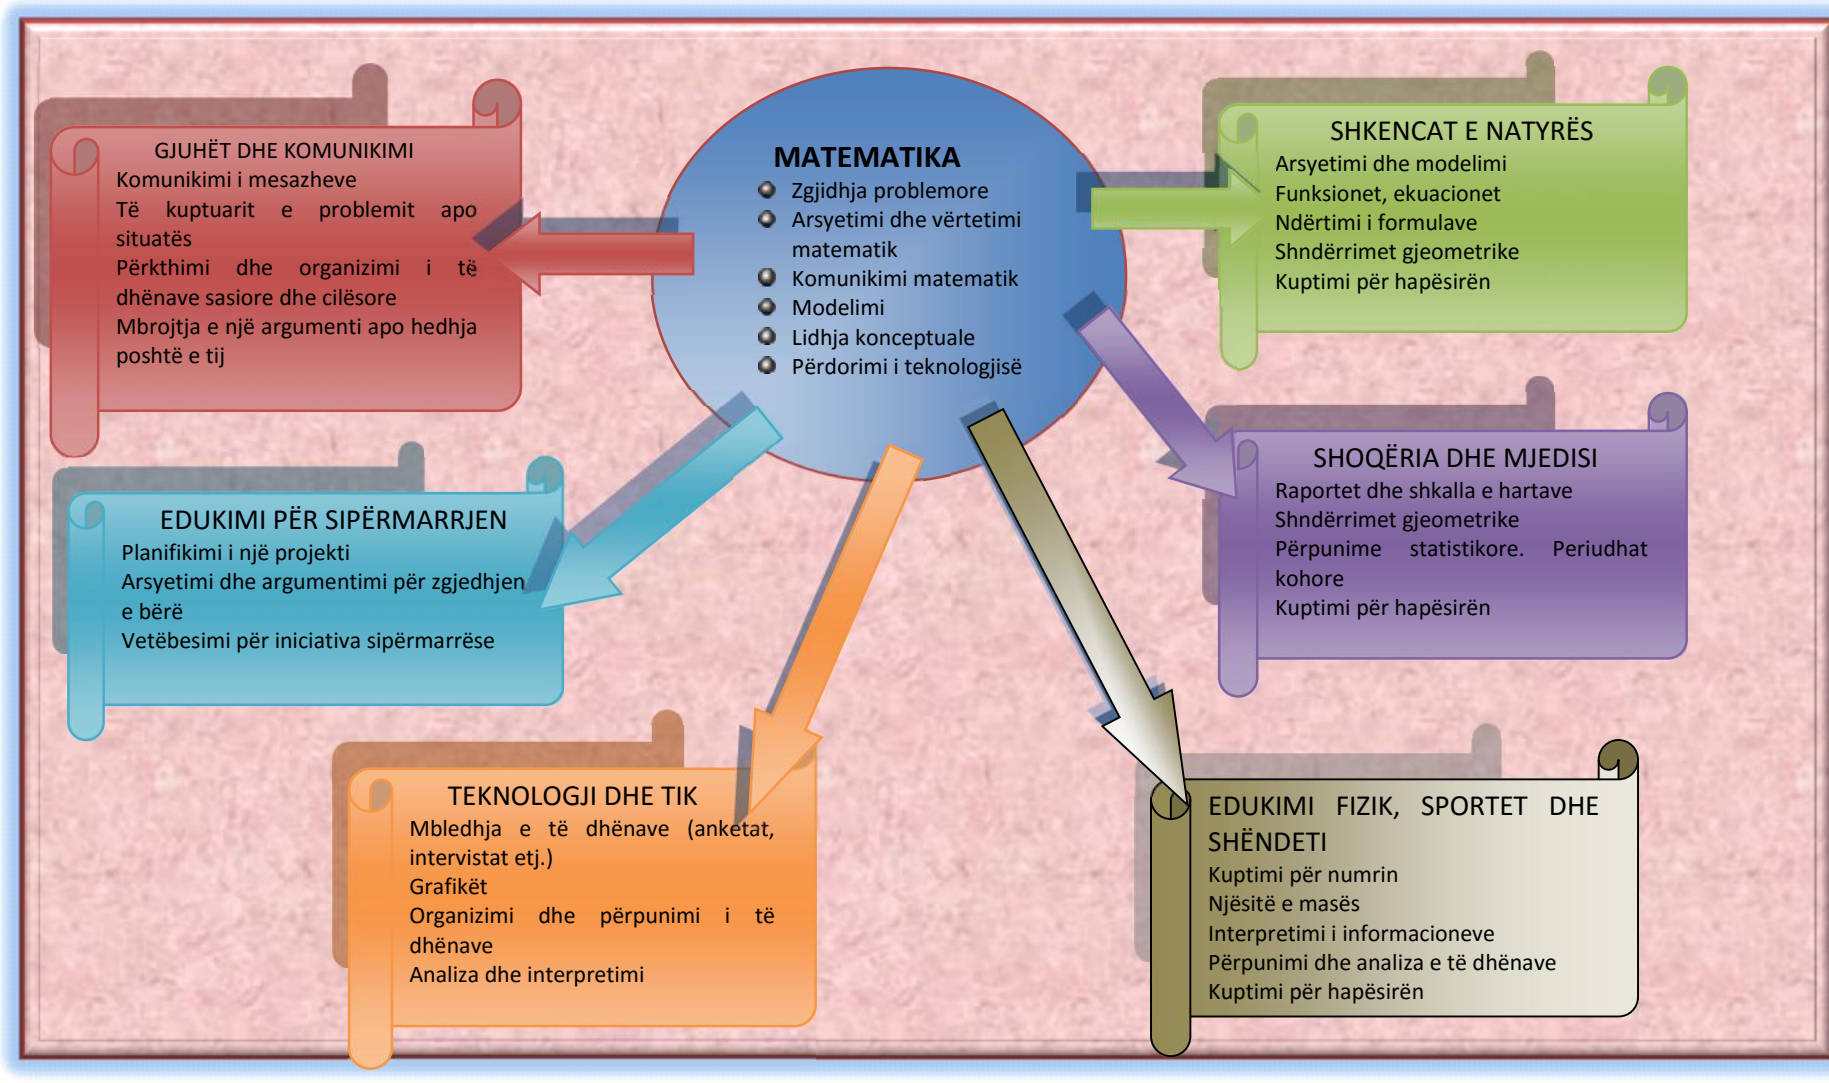 MATEMATIKA
Zgjidhja problemore
Arsyetimi dhe vërtetimi
matematik
Komunikimi matematik
Modelimi
Lidhja konceptuale
Përdorimi i teknologjisë
GJUHËT DHE KOMUNIKIMI
Komunikimi i mesazheve
Të kuptuarit e problemit apo
situatës
Përkthimi dhe organizimi i të
dhënave sasiore dhe cilësore
Mbrojtja e një argumenti apo hedhja
poshtë e tij
SHKENCAT E NATYRËS
Arsyetimi dhe modelimi
Funksionet, ekuacionet
Ndërtimi i formulave
Shndërrimet gjeometrike
Kuptimi për hapësirën
EDUKIMI PËR SIPËRMARRJEN
Planifikimi i një projekti
Arsyetimi dhe argumentimi për zgjedhjen
e bërë
Vetëbesimi për iniciativa sipërmarrëse
SHOQËRIA DHE MJEDISI
Raportet dhe shkalla e hartave
Shndërrimet gjeometrike
Përpunime statistikore. Periudhat
kohore
Kuptimi për hapësirën
TEKNOLOGJI DHE TIK
Mbledhja e të dhënave (anketat,
intervistat etj.)
Grafikët
Organizimi dhe përpunimi i të
dhënave
Analiza dhe interpretimi
EDUKIMI FIZIK, SPORTET DHE
SHËNDETI
Kuptimi për numrin
Njësitë e masës
Interpretimi i informacioneve
Përpunimi dhe analiza e të dhënave
Kuptimi për hapësirën